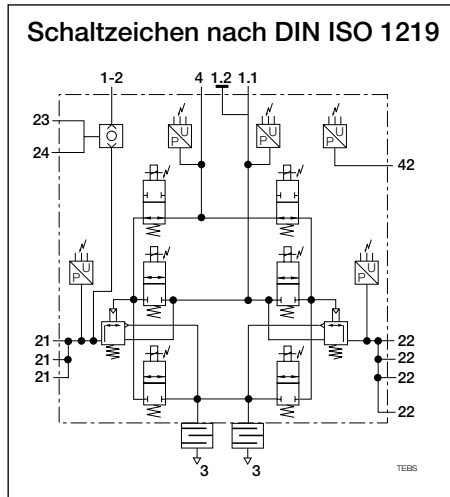 Schaltzeichen nach DIN ISO 1219
1-2 4 1.2 1.1
23
24
U
P
U
P
U
P
42
U
P
U
P
21
21
21
22
22
22
22
3 3
TEBS